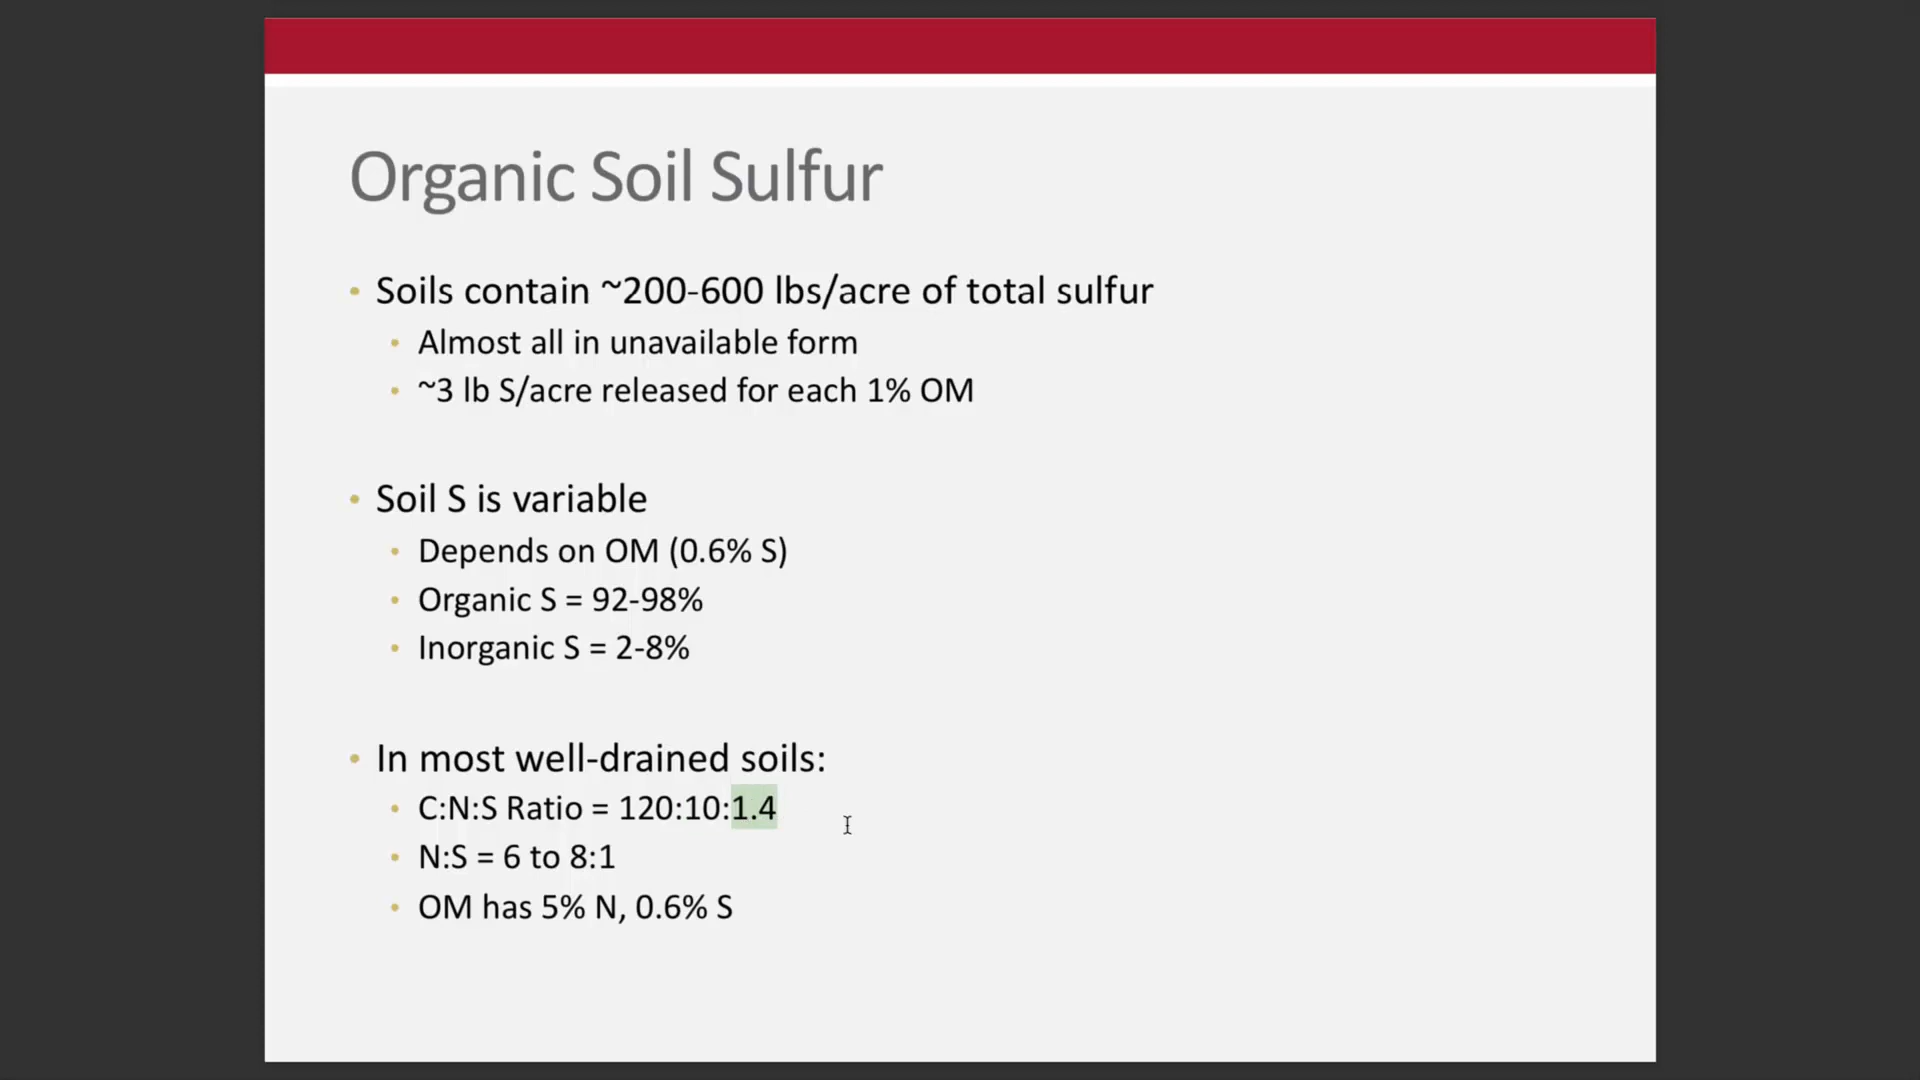 Organic Soil Sulfur
• Soils contain ~200-600 lbs/acre of total sulfur
• Almost all in unavailable form
• ~3 lb S/acre released for each 1% OM
• Soil S is variable
• Depends on OM (0.6% S)
• Organic S = 92-98%
• Inorganic S = 2-8%
• In most well-drained soils:
• C:N:S Ratio = 120:10:1.4
• N:S = 6 to 8:1
• OM has 5% N, 0.6% S